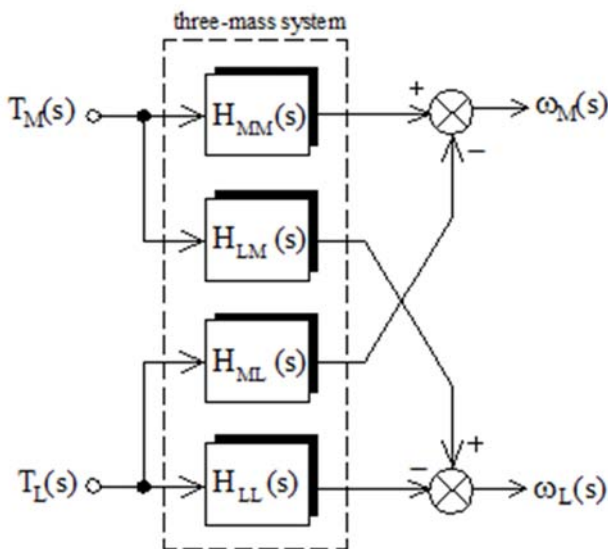 three-mass system
T_M(s)
H_MM(s)
+
−
ω_M(s)
H_LM(s)
H_ML(s)
T_L(s)
H_LL(s)
−
+
ω_L(s)